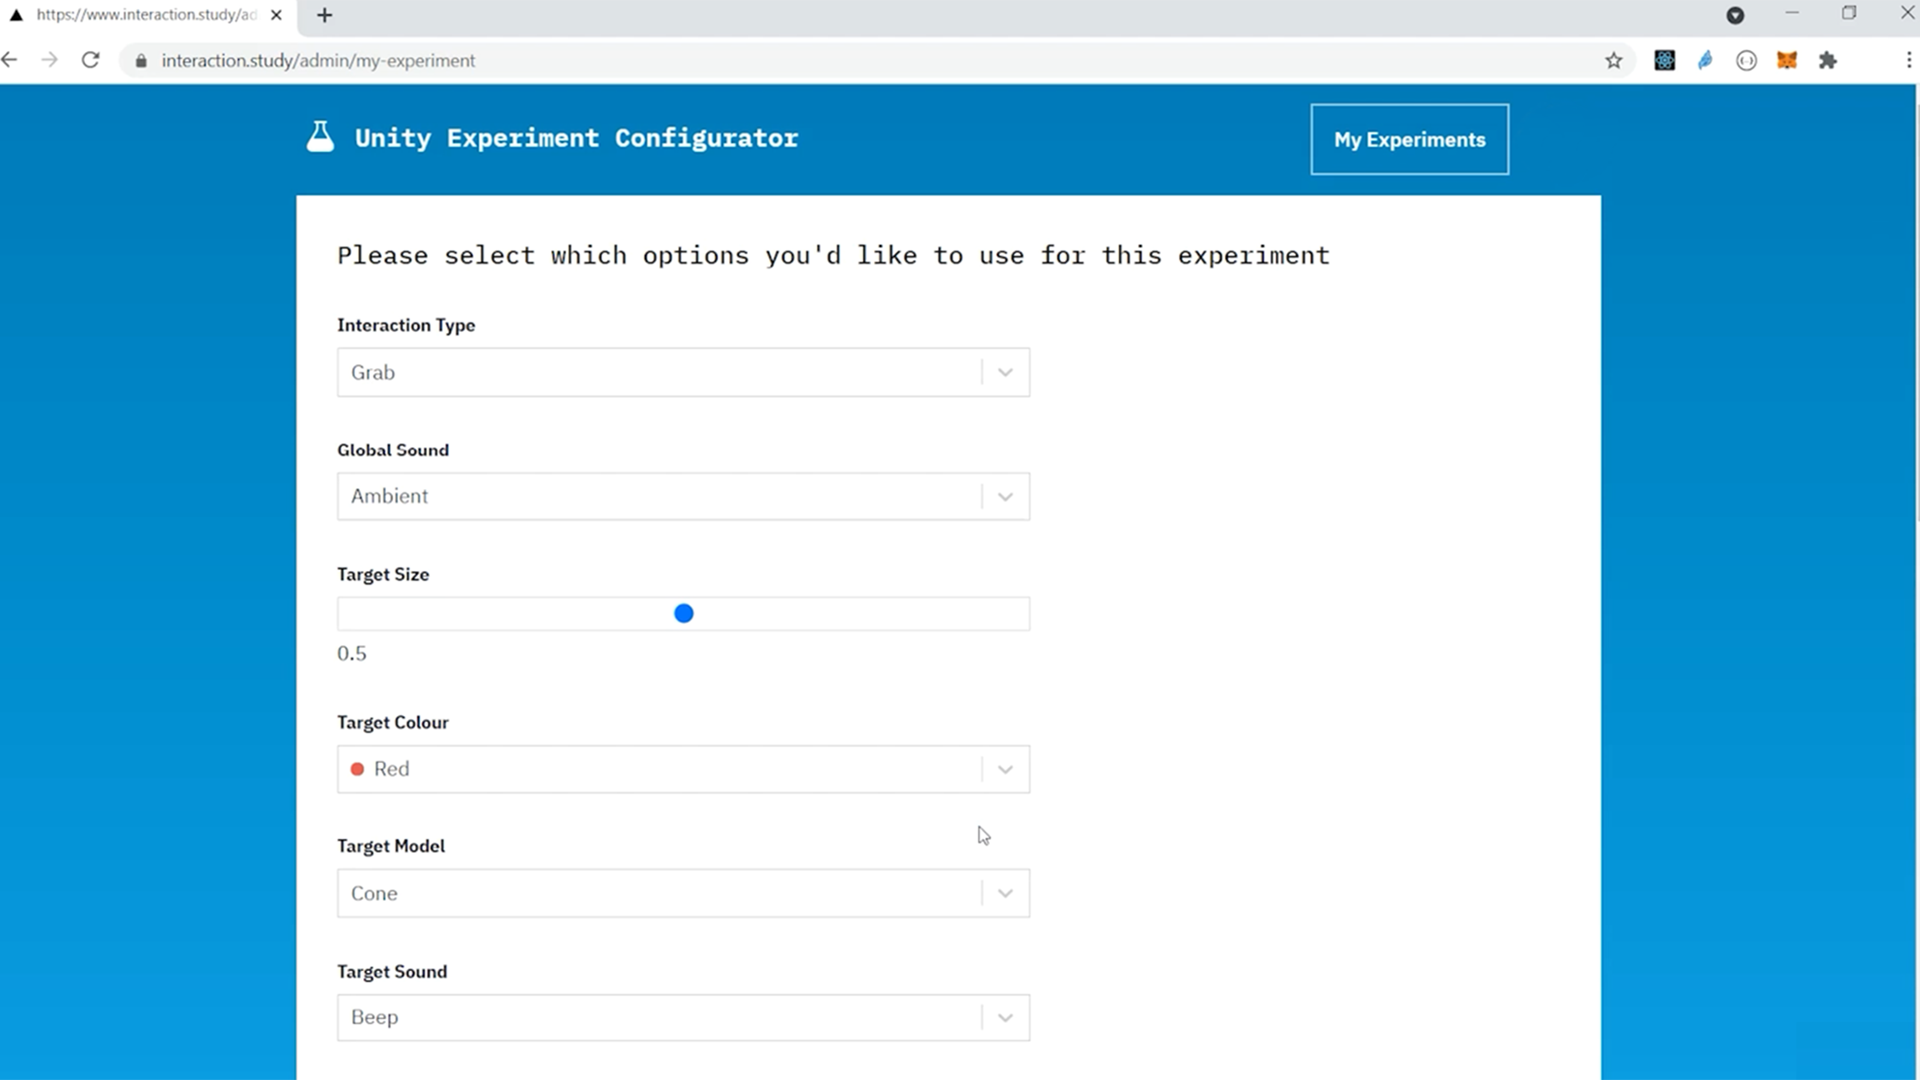 https://www.interaction.study/ad
interaction.study/admin/my-experiment
Unity Experiment Configurator
My Experiments
Please select which options you'd like to use for this experiment
Interaction Type
Grab
Global Sound
Ambient
Target Size
0.5
Target Colour
Red
Target Model
Cone
Target Sound
Beep